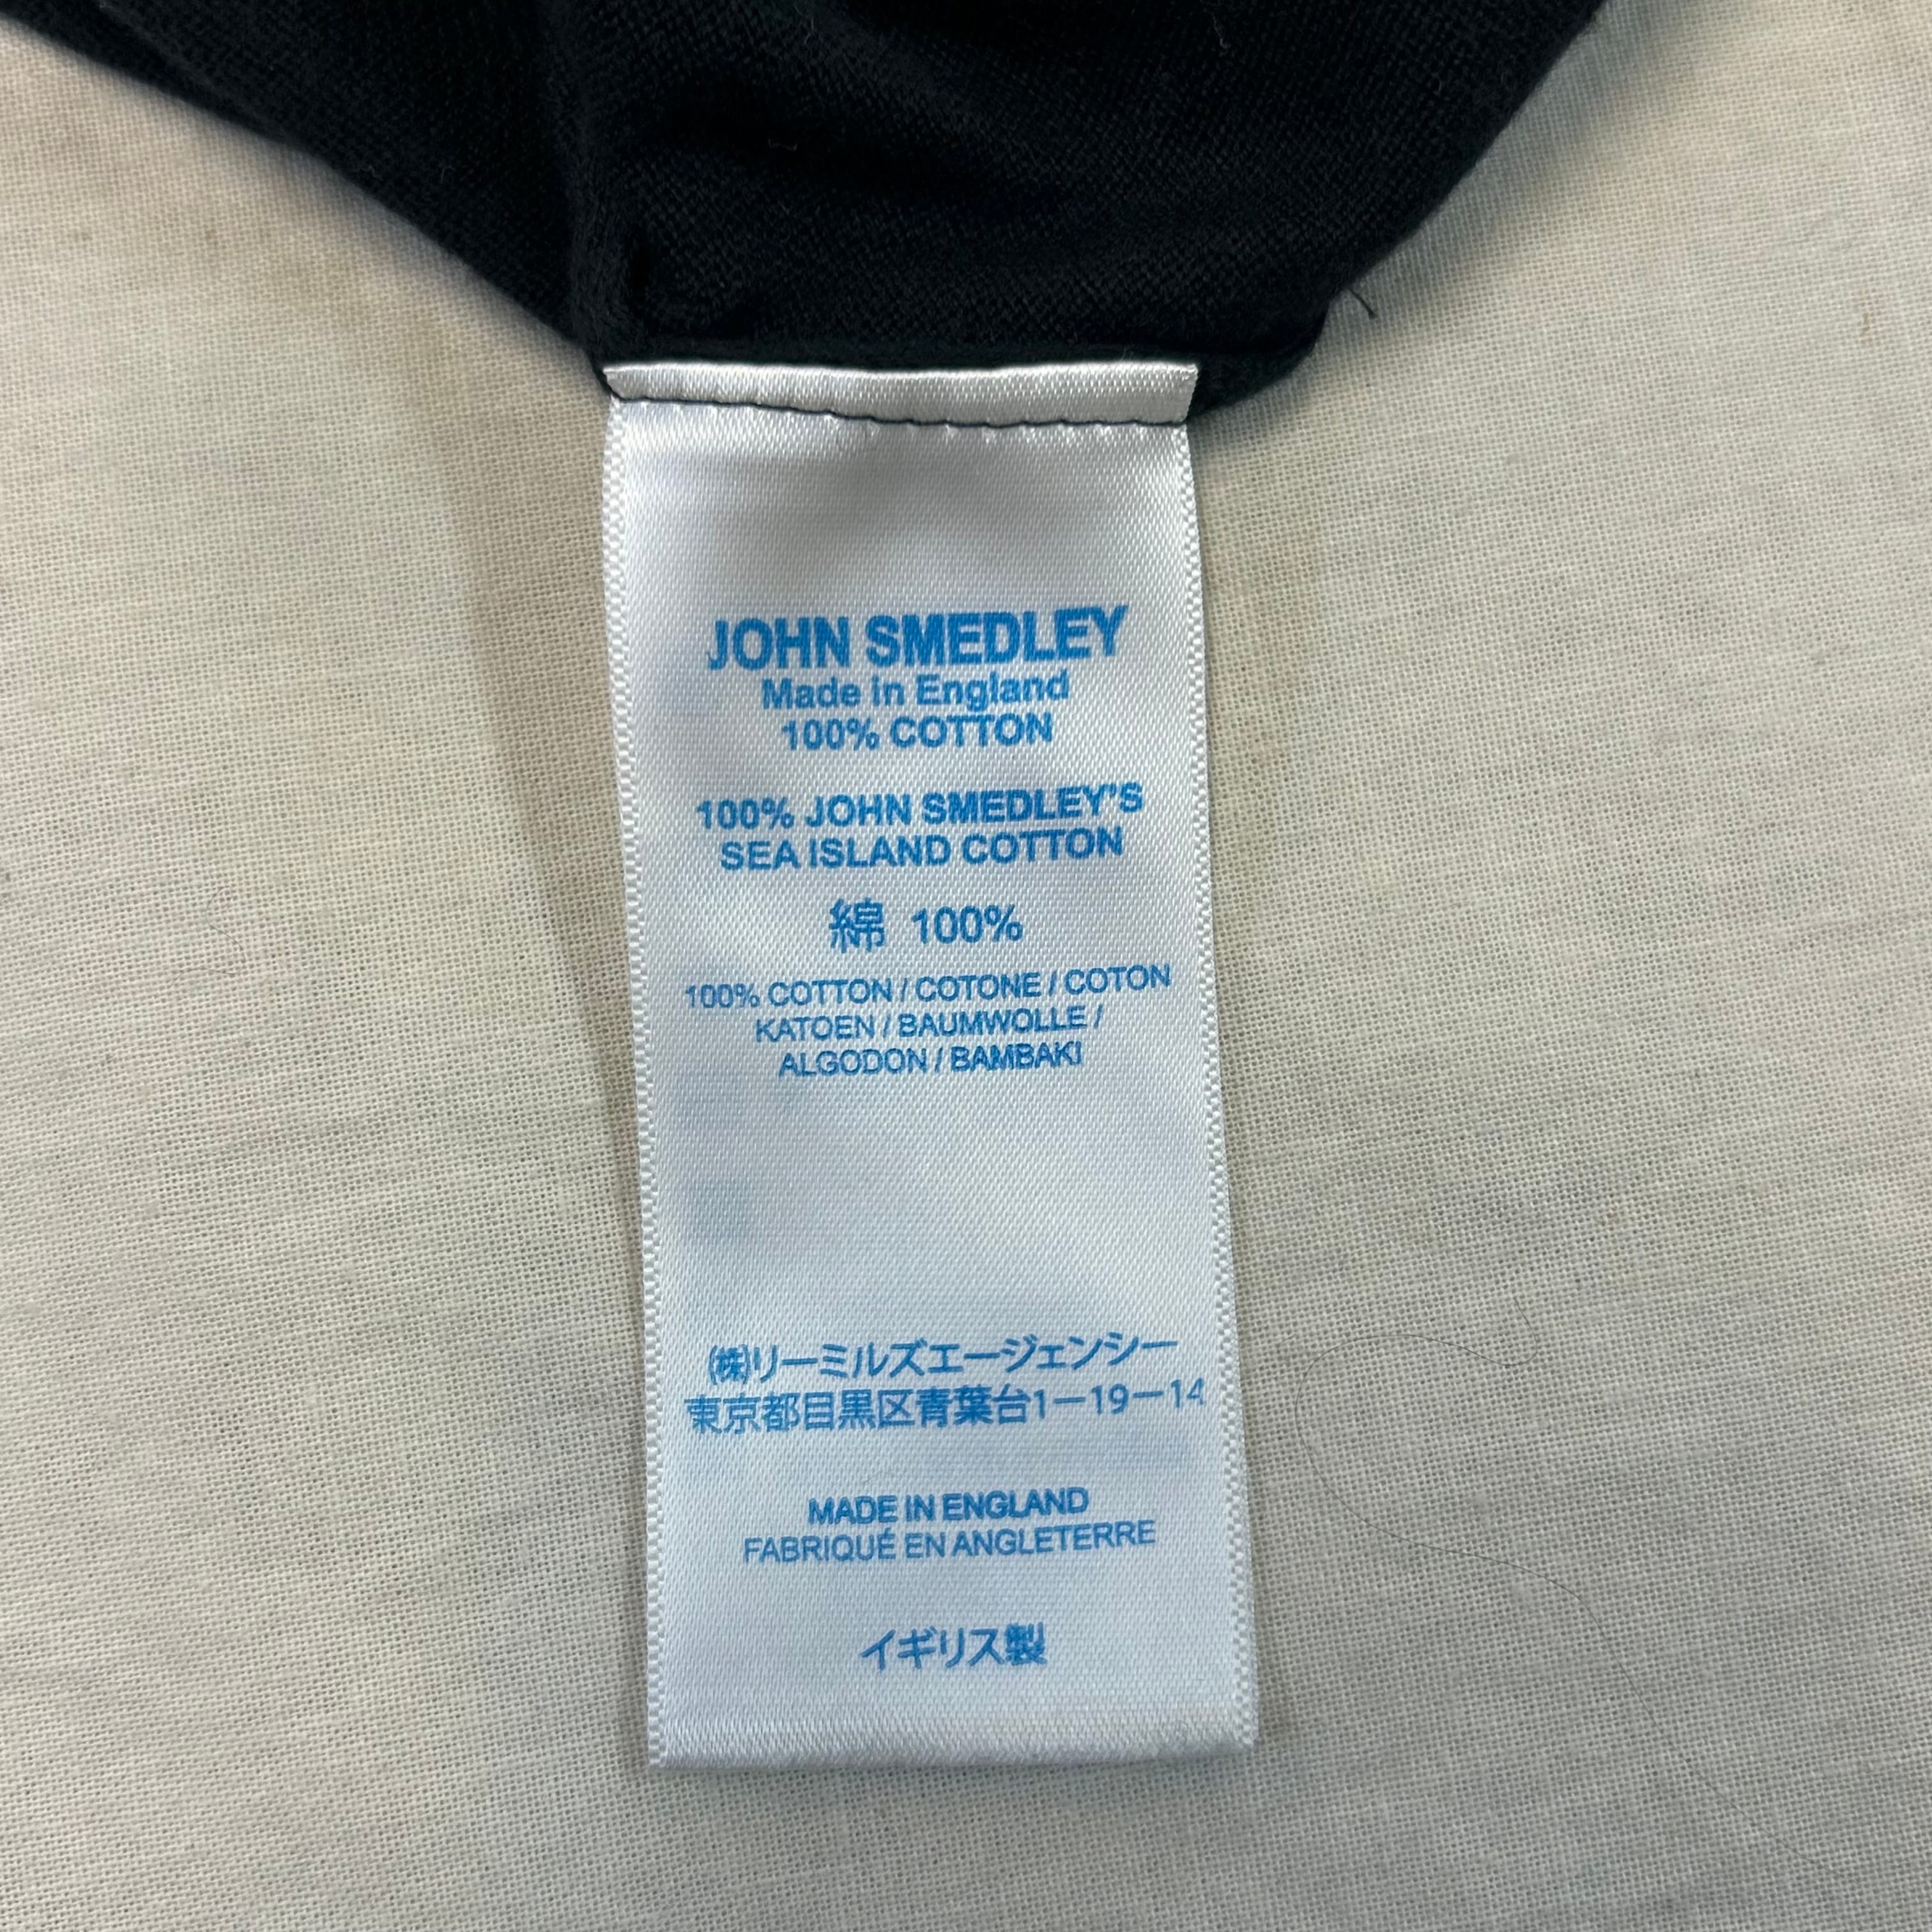 JOHN SMEDLEY
Made in England
100% COTTON
100% JOHN SMEDLEY'S
SEA ISLAND COTTON
綿 100%
100% COTTON / COTONE / COTON
KATOEN / BAUMWOLLE /
ALGODON / BAMBAKI
㈱リーミルズエージェンシー
東京都目黒区青葉台1ー19ー14
MADE IN ENGLAND
FABRIQUÉ EN ANGLETERRE
イギリス製